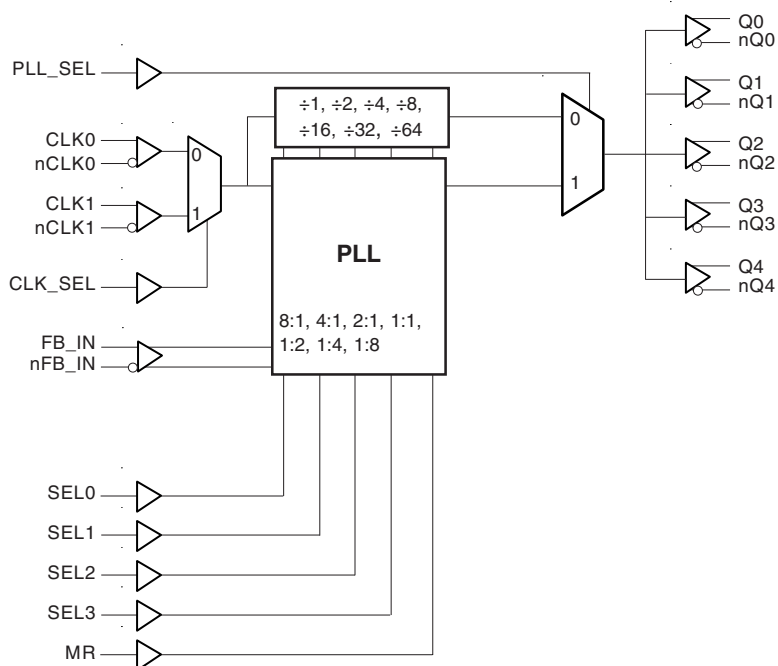 PLL_SEL
CLK0
nCLK0
CLK1
nCLK1
CLK_SEL
FB_IN
nFB_IN
0
1
÷1, ÷2, ÷4, ÷8,
÷16, ÷32, ÷64
PLL
8:1, 4:1, 2:1, 1:1,
1:2, 1:4, 1:8
0
1
Q0
nQ0
Q1
nQ1
Q2
nQ2
Q3
nQ3
Q4
nQ4
SEL0
SEL1
SEL2
SEL3
MR